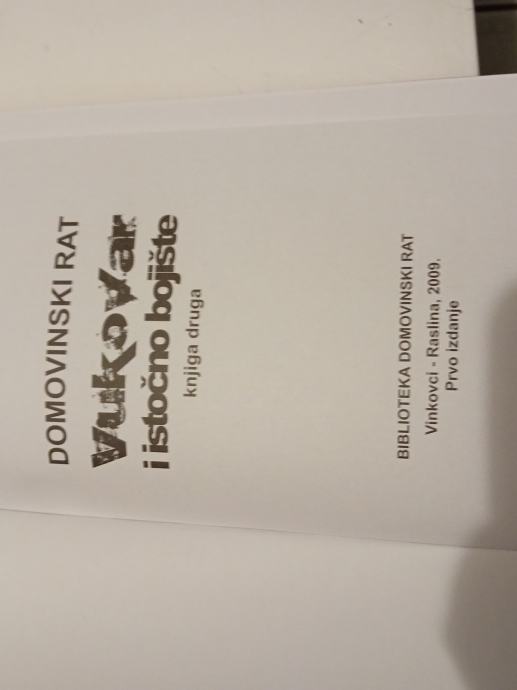 DOMOVINSKI RAT
Vukovar
i istočno bojište
knjiga druga
BIBLIOTEKA DOMOVINSKI RAT
Vinkovci - Raslina, 2009.
Prvo izdanje